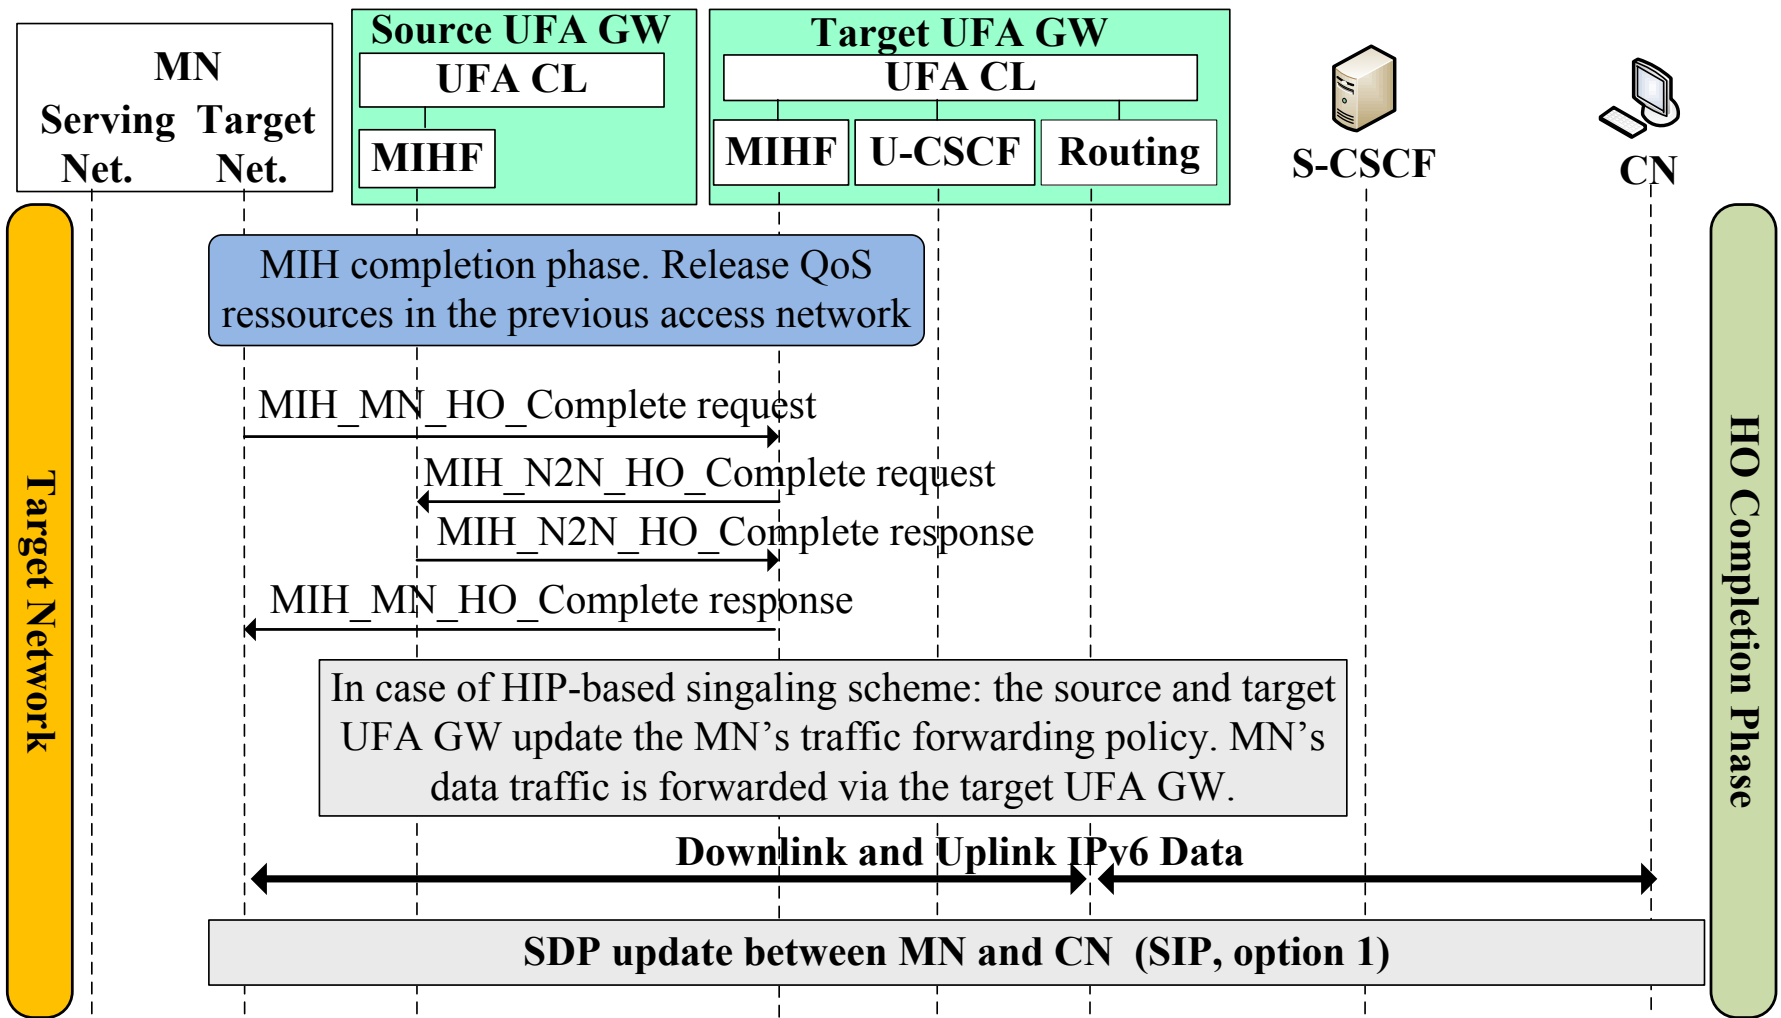 Source UFA GW
Target UFA GW
MN
UFA CL
UFA CL
Serving Target
Net. Net.
MIHF
MIHF
U-CSCF
Routing
S-CSCF
CN
MIH completion phase. Release QoS
ressources in the previous access network
MIH_MN_HO_Complete request
MIH_N2N_HO_Complete request
MIH_N2N_HO_Complete response
MIH_MN_HO_Complete response
In case of HIP-based singaling scheme: the source and target
UFA GW update the MN’s traffic forwarding policy. MN’s
data traffic is forwarded via the target UFA GW.
Downlink and Uplink IPv6 Data
SDP update between MN and CN (SIP, option 1)
Target Network
HO Completion Phase